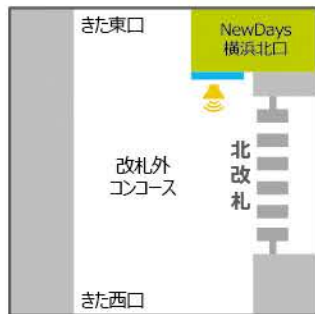 きた東口
NewDays
横浜北口
改札外
コンコース
北改札
きた西口